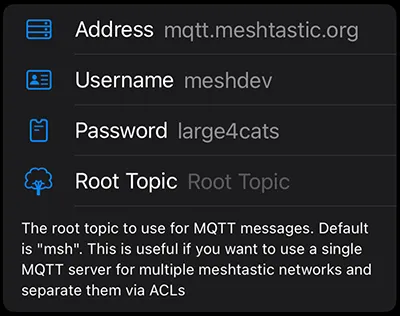 Address mqtt.meshtastic.org
Username meshdev
Password large4cats
Root Topic Root Topic
The root topic to use for MQTT messages. Default
is "msh". This is useful if you want to use a single
MQTT server for multiple meshtastic networks and
separate them via ACLs